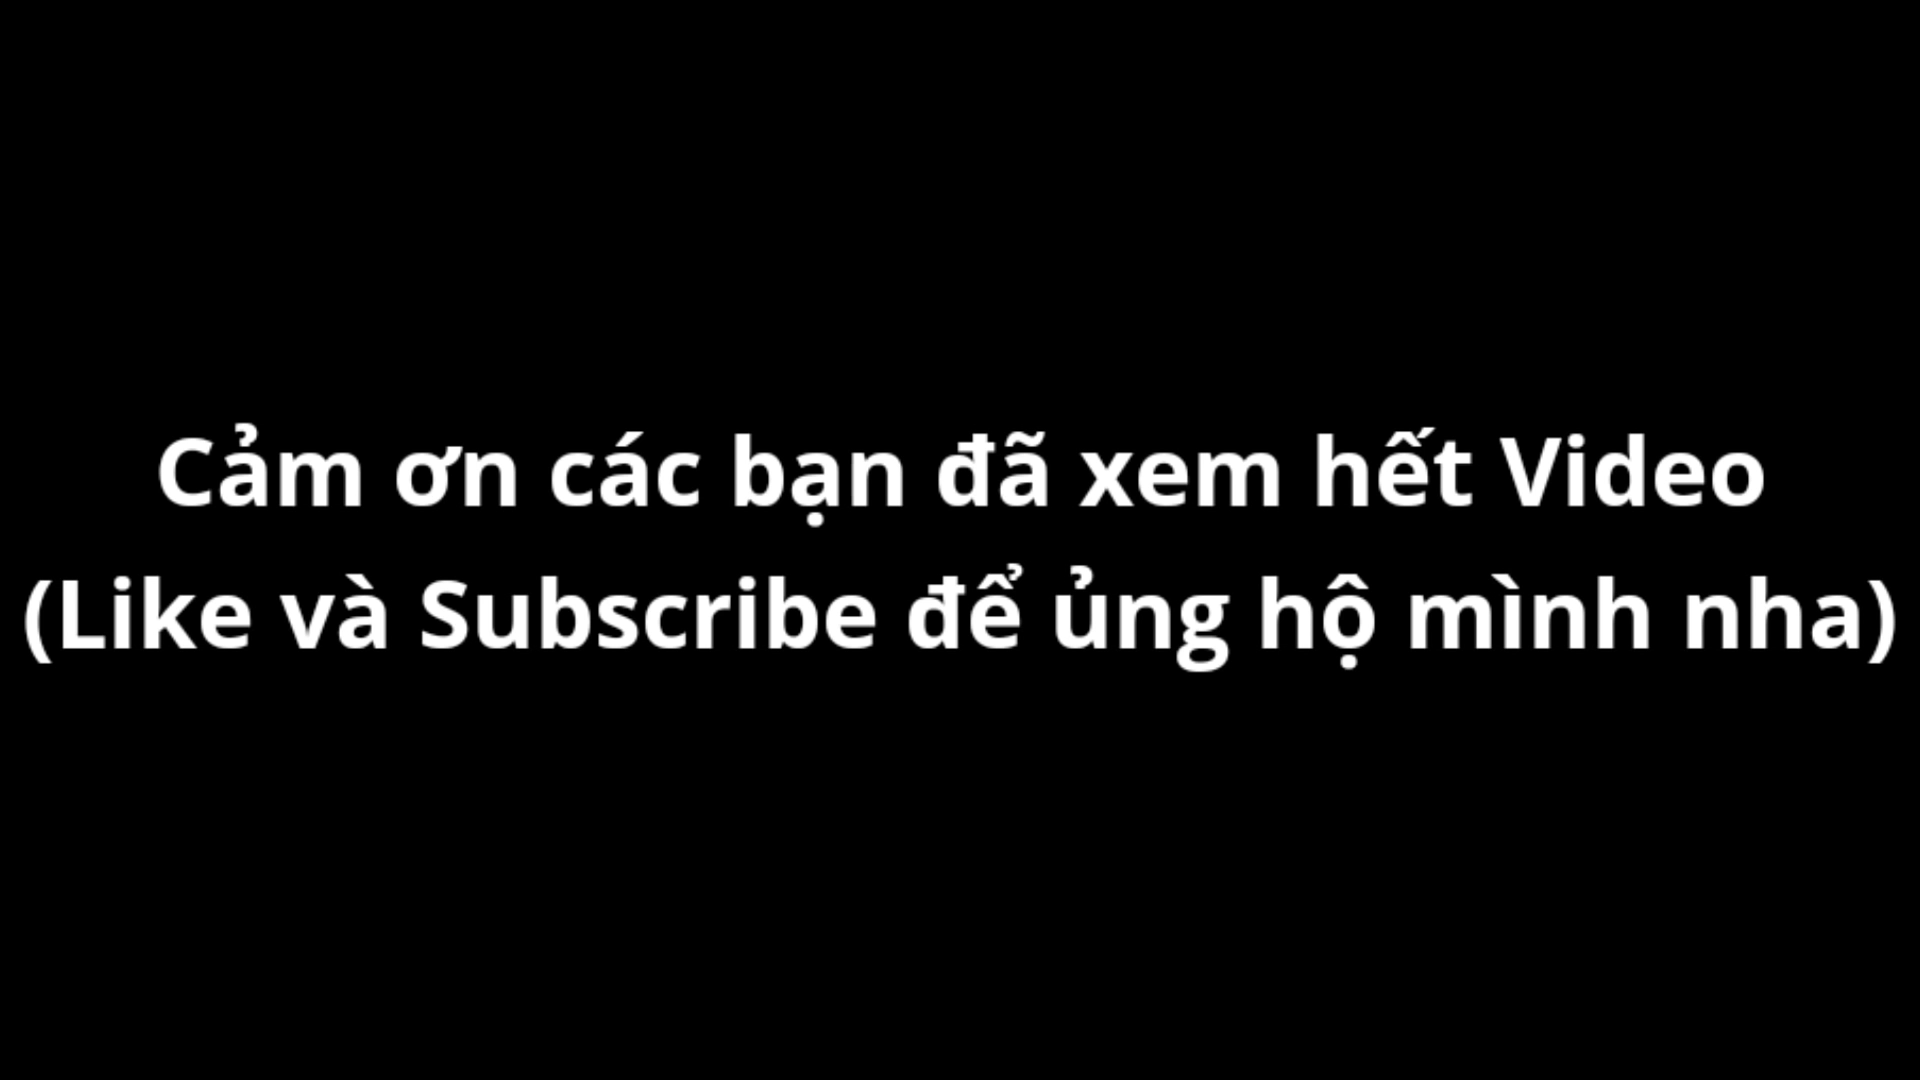 Cảm ơn các bạn đã xem hết Video
(Like và Subscribe để ủng hộ mình nha)